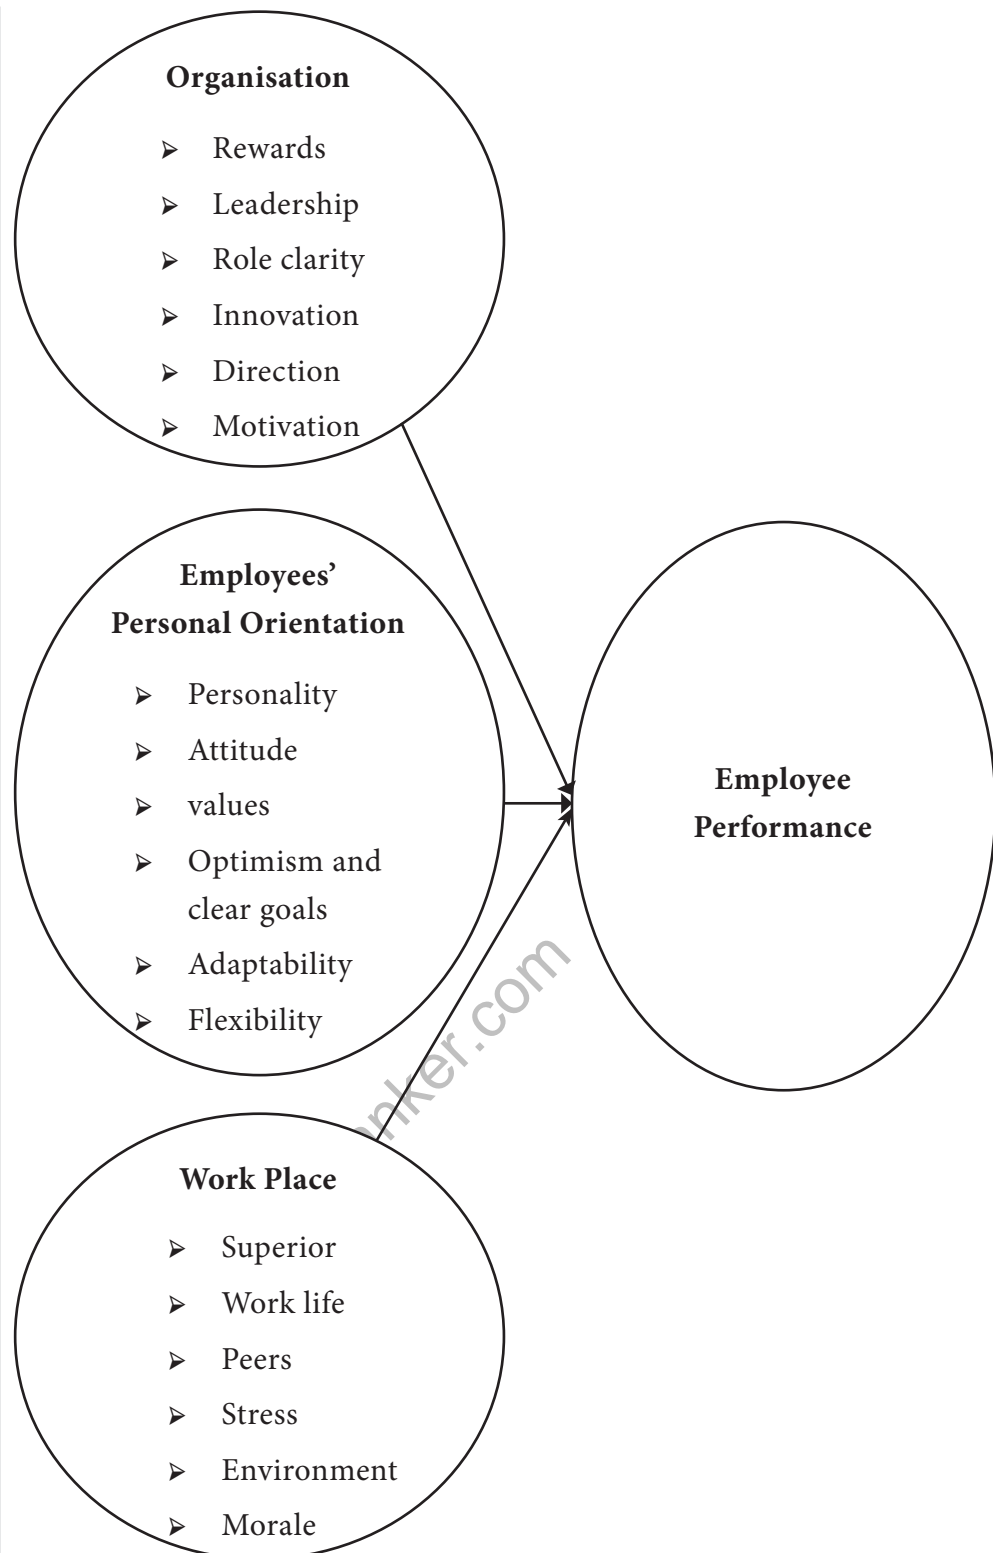 Organisation
➢ Rewards
➢ Leadership
➢ Role clarity
➢ Innovation
➢ Direction
➢ Motivation
Employees’
Personal Orientation
➢ Personality
➢ Attitude
➢ values
➢ Optimism and
clear goals
➢ Adaptability
➢ Flexibility
Employee
Performance
Work Place
➢ Superior
➢ Work life
➢ Peers
➢ Stress
➢ Environment
➢ Morale